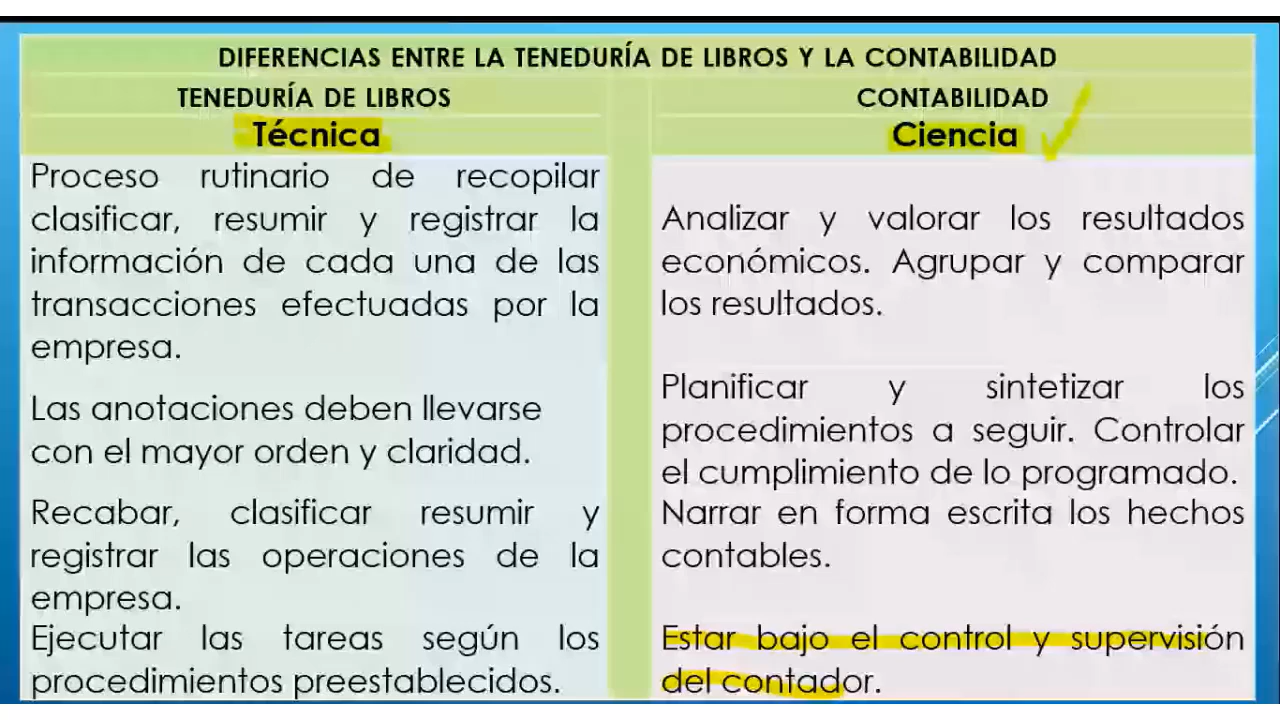 DIFERENCIAS ENTRE LA TENEDURÍA DE LIBROS Y LA CONTABILIDAD
TENEDURÍA DE LIBROS
Técnica
CONTABILIDAD
Ciencia
Proceso rutinario de recopilar
clasificar, resumir y registrar la
información de cada una de las
transacciones efectuadas por la
empresa.
Analizar y valorar los resultados
económicos. Agrupar y comparar
los resultados.
Las anotaciones deben llevarse
con el mayor orden y claridad.
Planificar y sintetizar los
procedimientos a seguir. Controlar
el cumplimiento de lo programado.
Recabar, clasificar resumir y
registrar las operaciones de la
empresa.
Narrar en forma escrita los hechos
contables.
Ejecutar las tareas según los
procedimientos preestablecidos.
Estar bajo el control y supervisión
del contador.